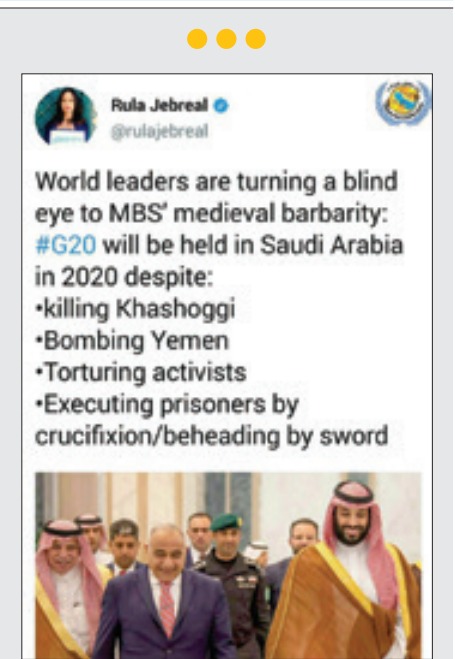 Rula Jebreal
@rulajebreal
World leaders are turning a blind
eye to MBS' medieval barbarity:
#G20 will be held in Saudi Arabia
in 2020 despite:
•killing Khashoggi
•Bombing Yemen
•Torturing activists
•Executing prisoners by
crucifixion/beheading by sword